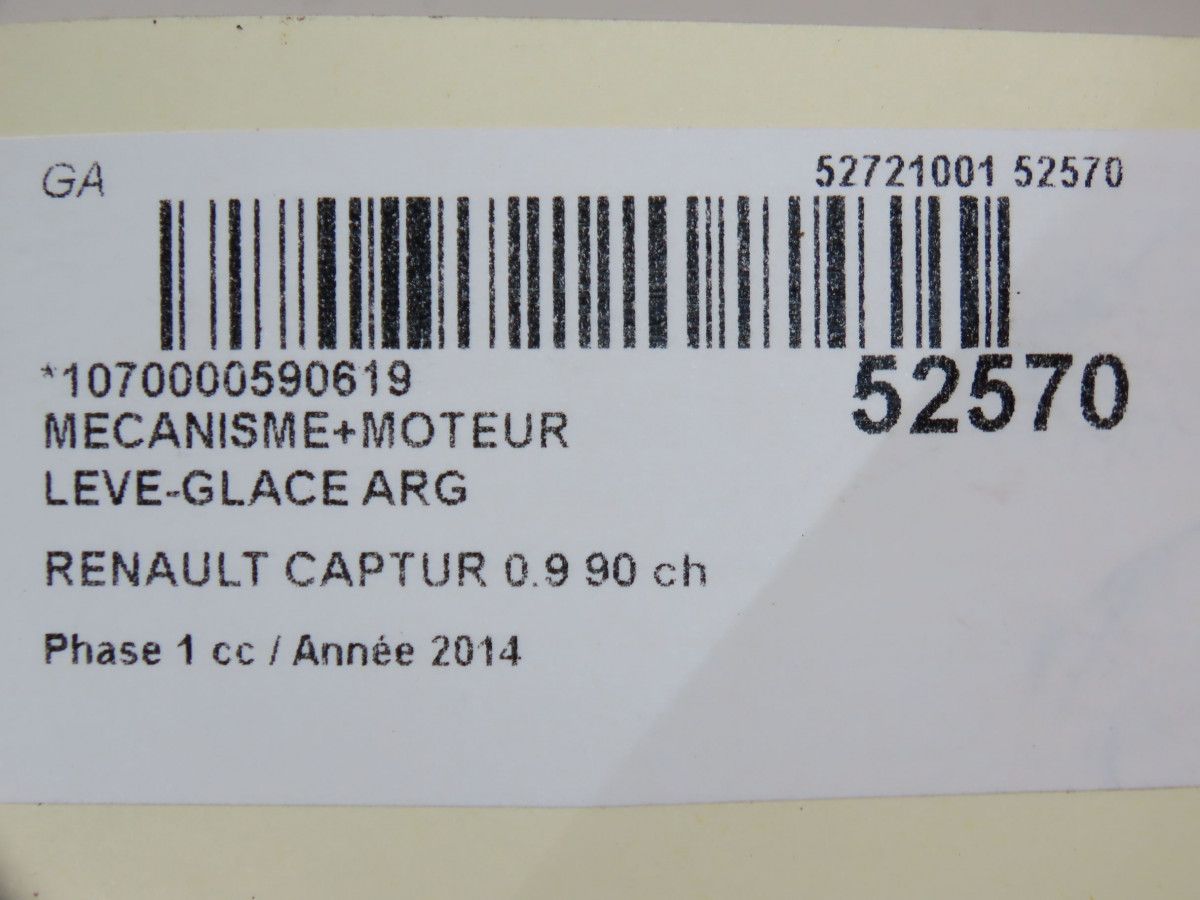 GA 52721001 52570
*1070000590619
52570
MECANISME+MOTEUR
LEVE-GLACE ARG
RENAULT CAPTUR 0.9 90 ch
Phase 1 cc / Année 2014